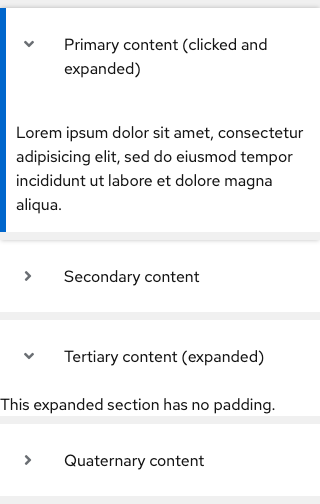 Primary content (clicked and
expanded)
Lorem ipsum dolor sit amet, consectetur
adipisicing elit, sed do eiusmod tempor
incididunt ut labore et dolore magna
aliqua.
Secondary content
Tertiary content (expanded)
This expanded section has no padding.
Quaternary content